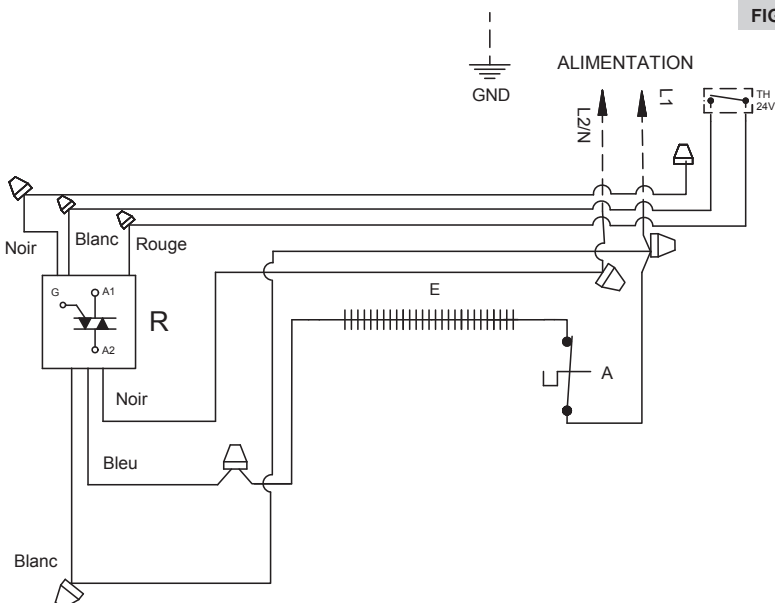 FIG
ALIMENTATION
GND
L2/N
L1
TH
24V
Noir
Blanc
Rouge
G
A1
A2
R
E
A
Noir
Bleu
Blanc